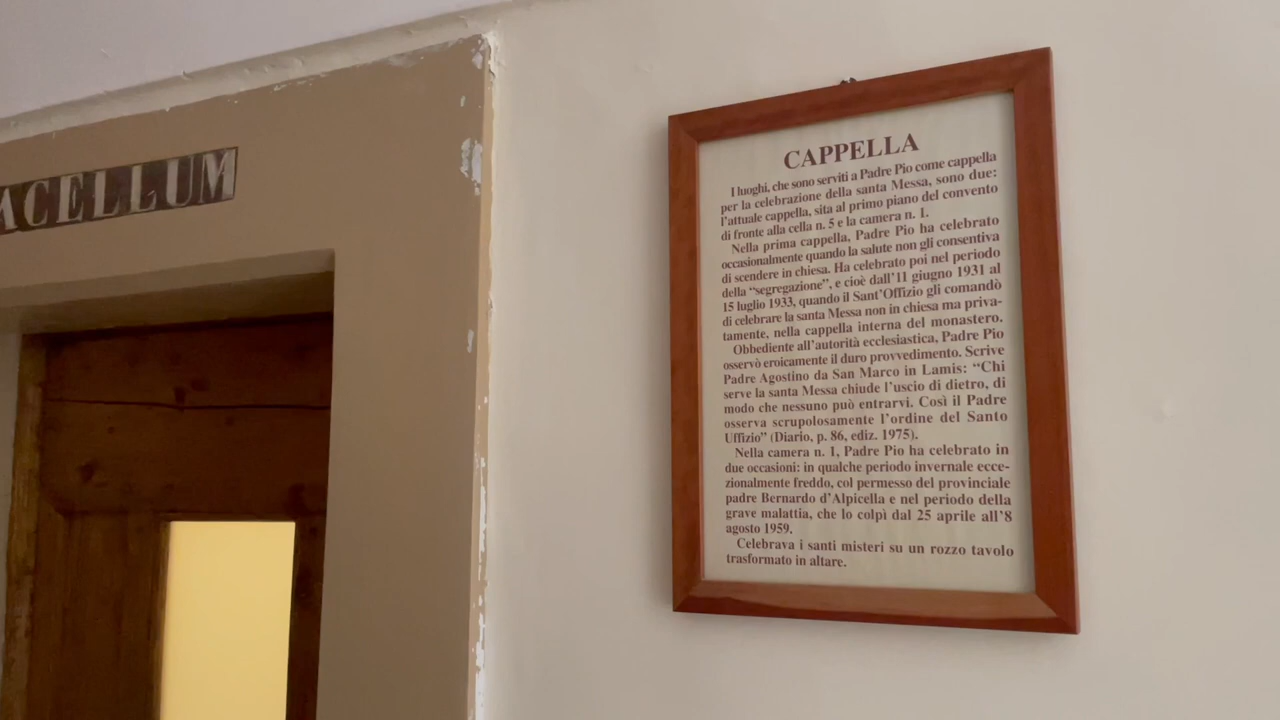 ACELLUM
CAPPELLA
I luoghi, che sono serviti a Padre Pio come cappella
per la celebrazione della santa Messa, sono due:
l'attuale cappella, sita al primo piano del convento
di fronte alla cella n. 5 e la camera n. 1.
Nella prima cappella, Padre Pio ha celebrato
occasionalmente quando la salute non gli consentiva
di scendere in chiesa. Ha celebrato poi nel periodo
della “segregazione”, e cioè dall'11 giugno 1931 al
15 luglio 1933, quando il Sant'Offizio gli comandò
di celebrare la santa Messa non in chiesa ma priva-
tamente, nella cappella interna del monastero.
Obbediente all'autorità ecclesiastica, Padre Pio
osservò eroicamente il duro provvedimento. Scrive
Padre Agostino da San Marco in Lamis: “Chi
serve la santa Messa chiude l'uscio di dietro, di
modo che nessuno può entrarvi. Così il Padre
osserva scrupolosamente l'ordine del Santo
Uffizio” (Diario, p. 86, ediz. 1975).
Nella camera n. 1, Padre Pio ha celebrato in
due occasioni: in qualche periodo invernale ecce-
zionalmente freddo, col permesso del provinciale
padre Bernardo d'Alpicella e nel periodo della
grave malattia, che lo colpì dal 25 aprile all'8
agosto 1959.
Celebrava i santi misteri su un rozzo tavolo
trasformato in altare.